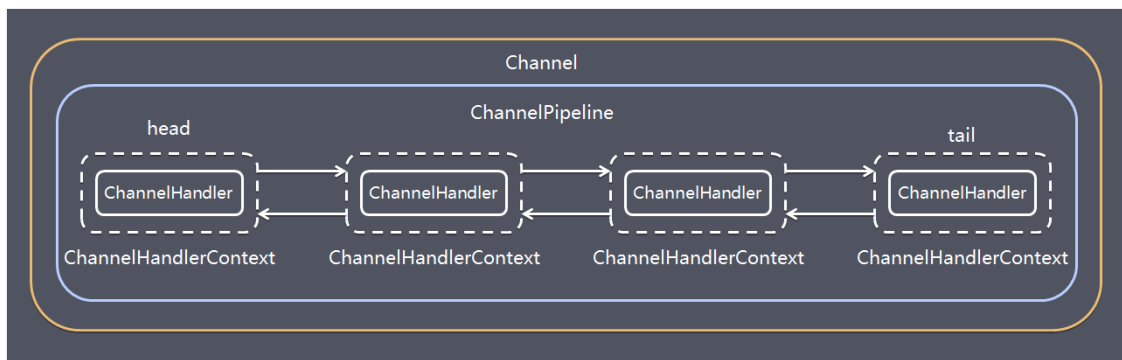 Channel
ChannelPipeline
head
tail
ChannelHandler
ChannelHandler
ChannelHandler
ChannelHandler
ChannelHandlerContext
ChannelHandlerContext
ChannelHandlerContext
ChannelHandlerContext